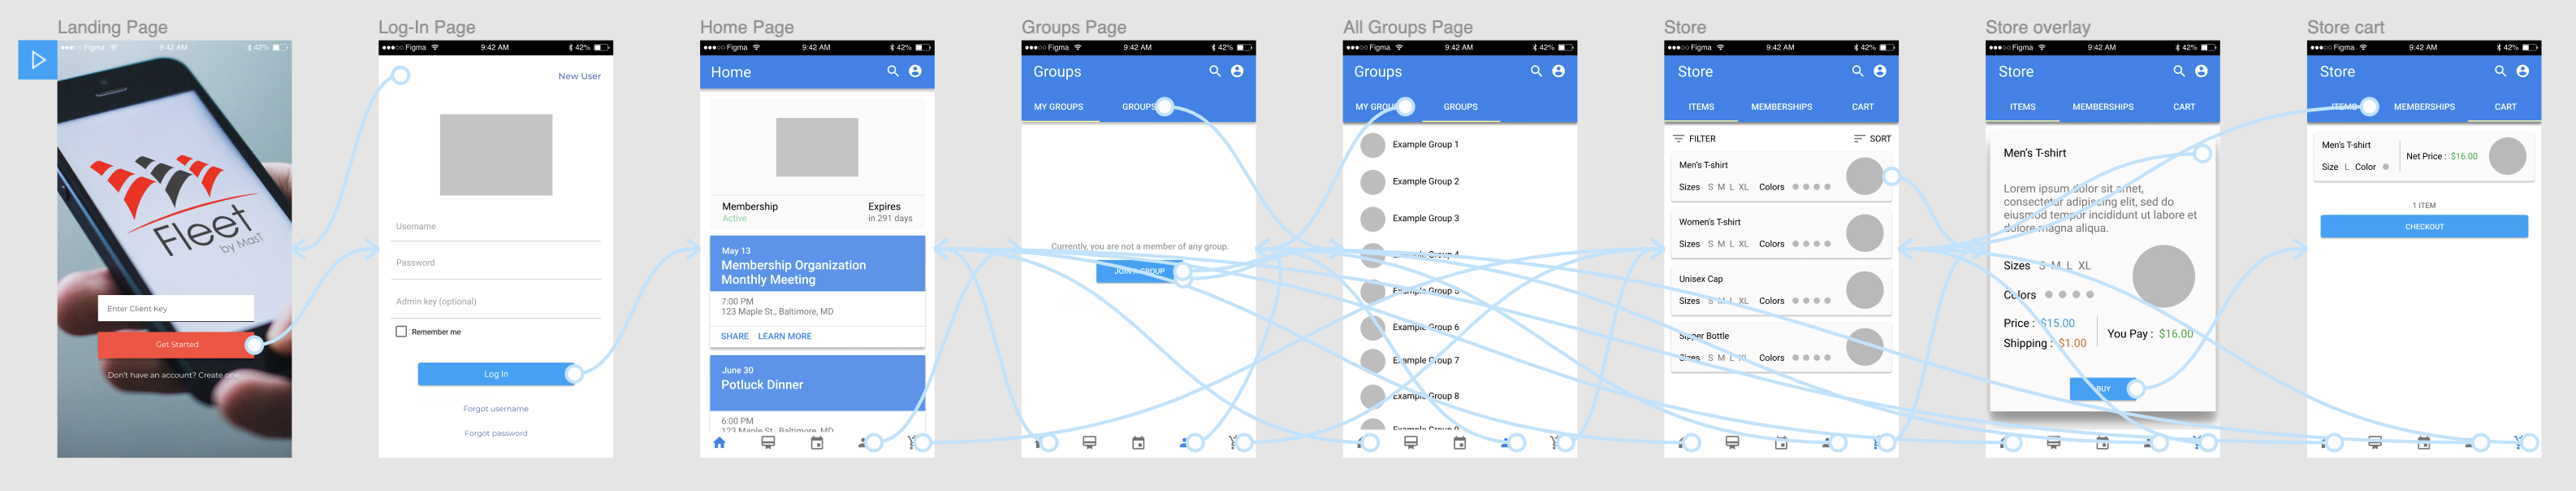 Landing Page
Figma 9:42 AM 42%
Fleet
by MasT
Enter Client Key
Get Started
Don't have an account? Create one.
Log-In Page
Figma 9:42 AM 42%
New User
Username
Password
Admin key (optional)
Remember me
Log In
Forgot username
Forgot password
Home Page
Figma 9:42 AM 42%
Home
Membership Expires
Active in 291 days
May 13
Membership Organization
Monthly Meeting
7:00 PM
123 Maple St., Baltimore, MD
SHARE LEARN MORE
June 30
Potluck Dinner
6:00 PM
123 Maple St., Baltimore, MD
Groups Page
Figma 9:42 AM 42%
Groups
MY GROUPS GROUPS
Currently, you are not a member of any group.
JOIN A GROUP
All Groups Page
Figma 9:42 AM 42%
Groups
MY GROUPS GROUPS
Example Group 1
Example Group 2
Example Group 3
Example Group 4
Example Group 5
Example Group 6
Example Group 7
Example Group 8
Example Group 9
Store
Figma 9:42 AM 42%
Store
ITEMS MEMBERSHIPS CART
FILTER SORT
Men's T-shirt
Sizes S M L XL Colors
Women's T-shirt
Sizes S M L XL Colors
Unisex Cap
Sizes S M L XL Colors
Sipper Bottle
Sizes S M L XL Colors
Store overlay
Figma 9:42 AM 42%
Store
ITEMS MEMBERSHIPS CART
Men's T-shirt
Lorem ipsum dolor sit amet,
consectetur adipiscing elit, sed do
eiusmod tempor incididunt ut labore et
dolore magna aliqua.
Sizes S M L XL
Colors
Price : $15.00
Shipping : $1.00
You Pay : $16.00
BUY
Store cart
Figma 9:42 AM 42%
Store
ITEMS MEMBERSHIPS CART
Men's T-shirt
Size L Color
Net Price : $16.00
1 ITEM
CHECKOUT